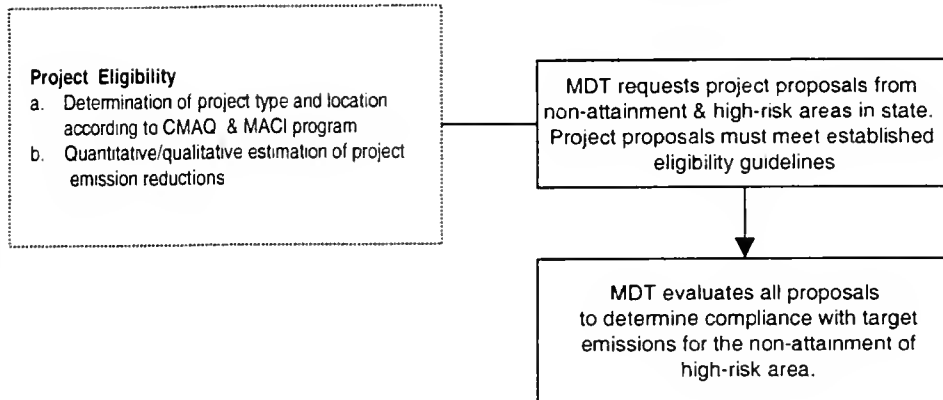 Project Eligibility
a. Determination of project type and location
according to CMAQ & MACI program
b. Quantitative/qualitative estimation of project
emission reductions
MDT requests project proposals from
non-attainment & high-risk areas in state.
Project proposals must meet established
eligibility guidelines
MDT evaluates all proposals
to determine compliance with target
emissions for the non-attainment of
high-risk area.